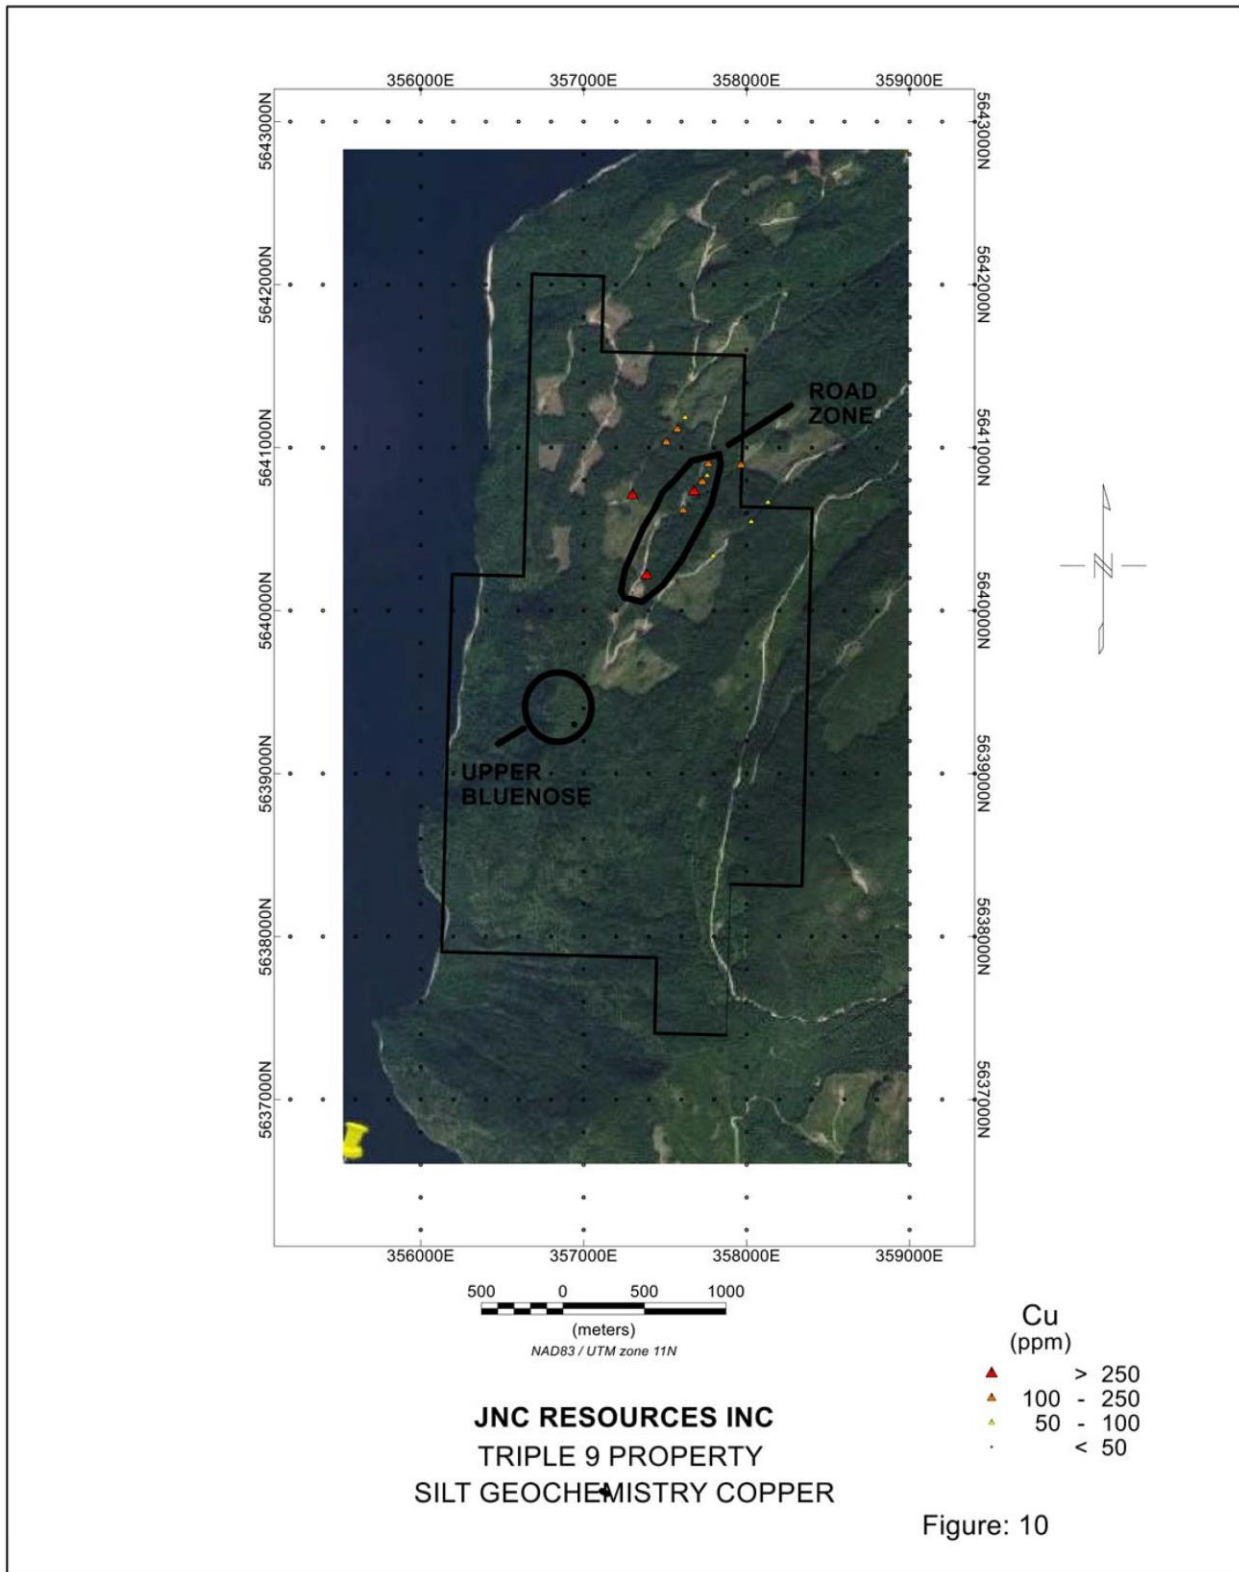 356000E 357000E 358000E 359000E
5643000N 5643000N
5642000N 5642000N
5641000N 5641000N
5640000N 5640000N
5639000N 5639000N
5638000N 5638000N
5637000N 5637000N
ROAD
ZONE
UPPER
BLUENOSE
N
356000E 357000E 358000E 359000E
500 0 500 1000
(meters)
NAD83 / UTM zone 11N
Cu
(ppm)
> 250
100 - 250
50 - 100
< 50
JNC RESOURCES INC
TRIPLE 9 PROPERTY
SILT GEOCHEMISTRY COPPER
Figure: 10